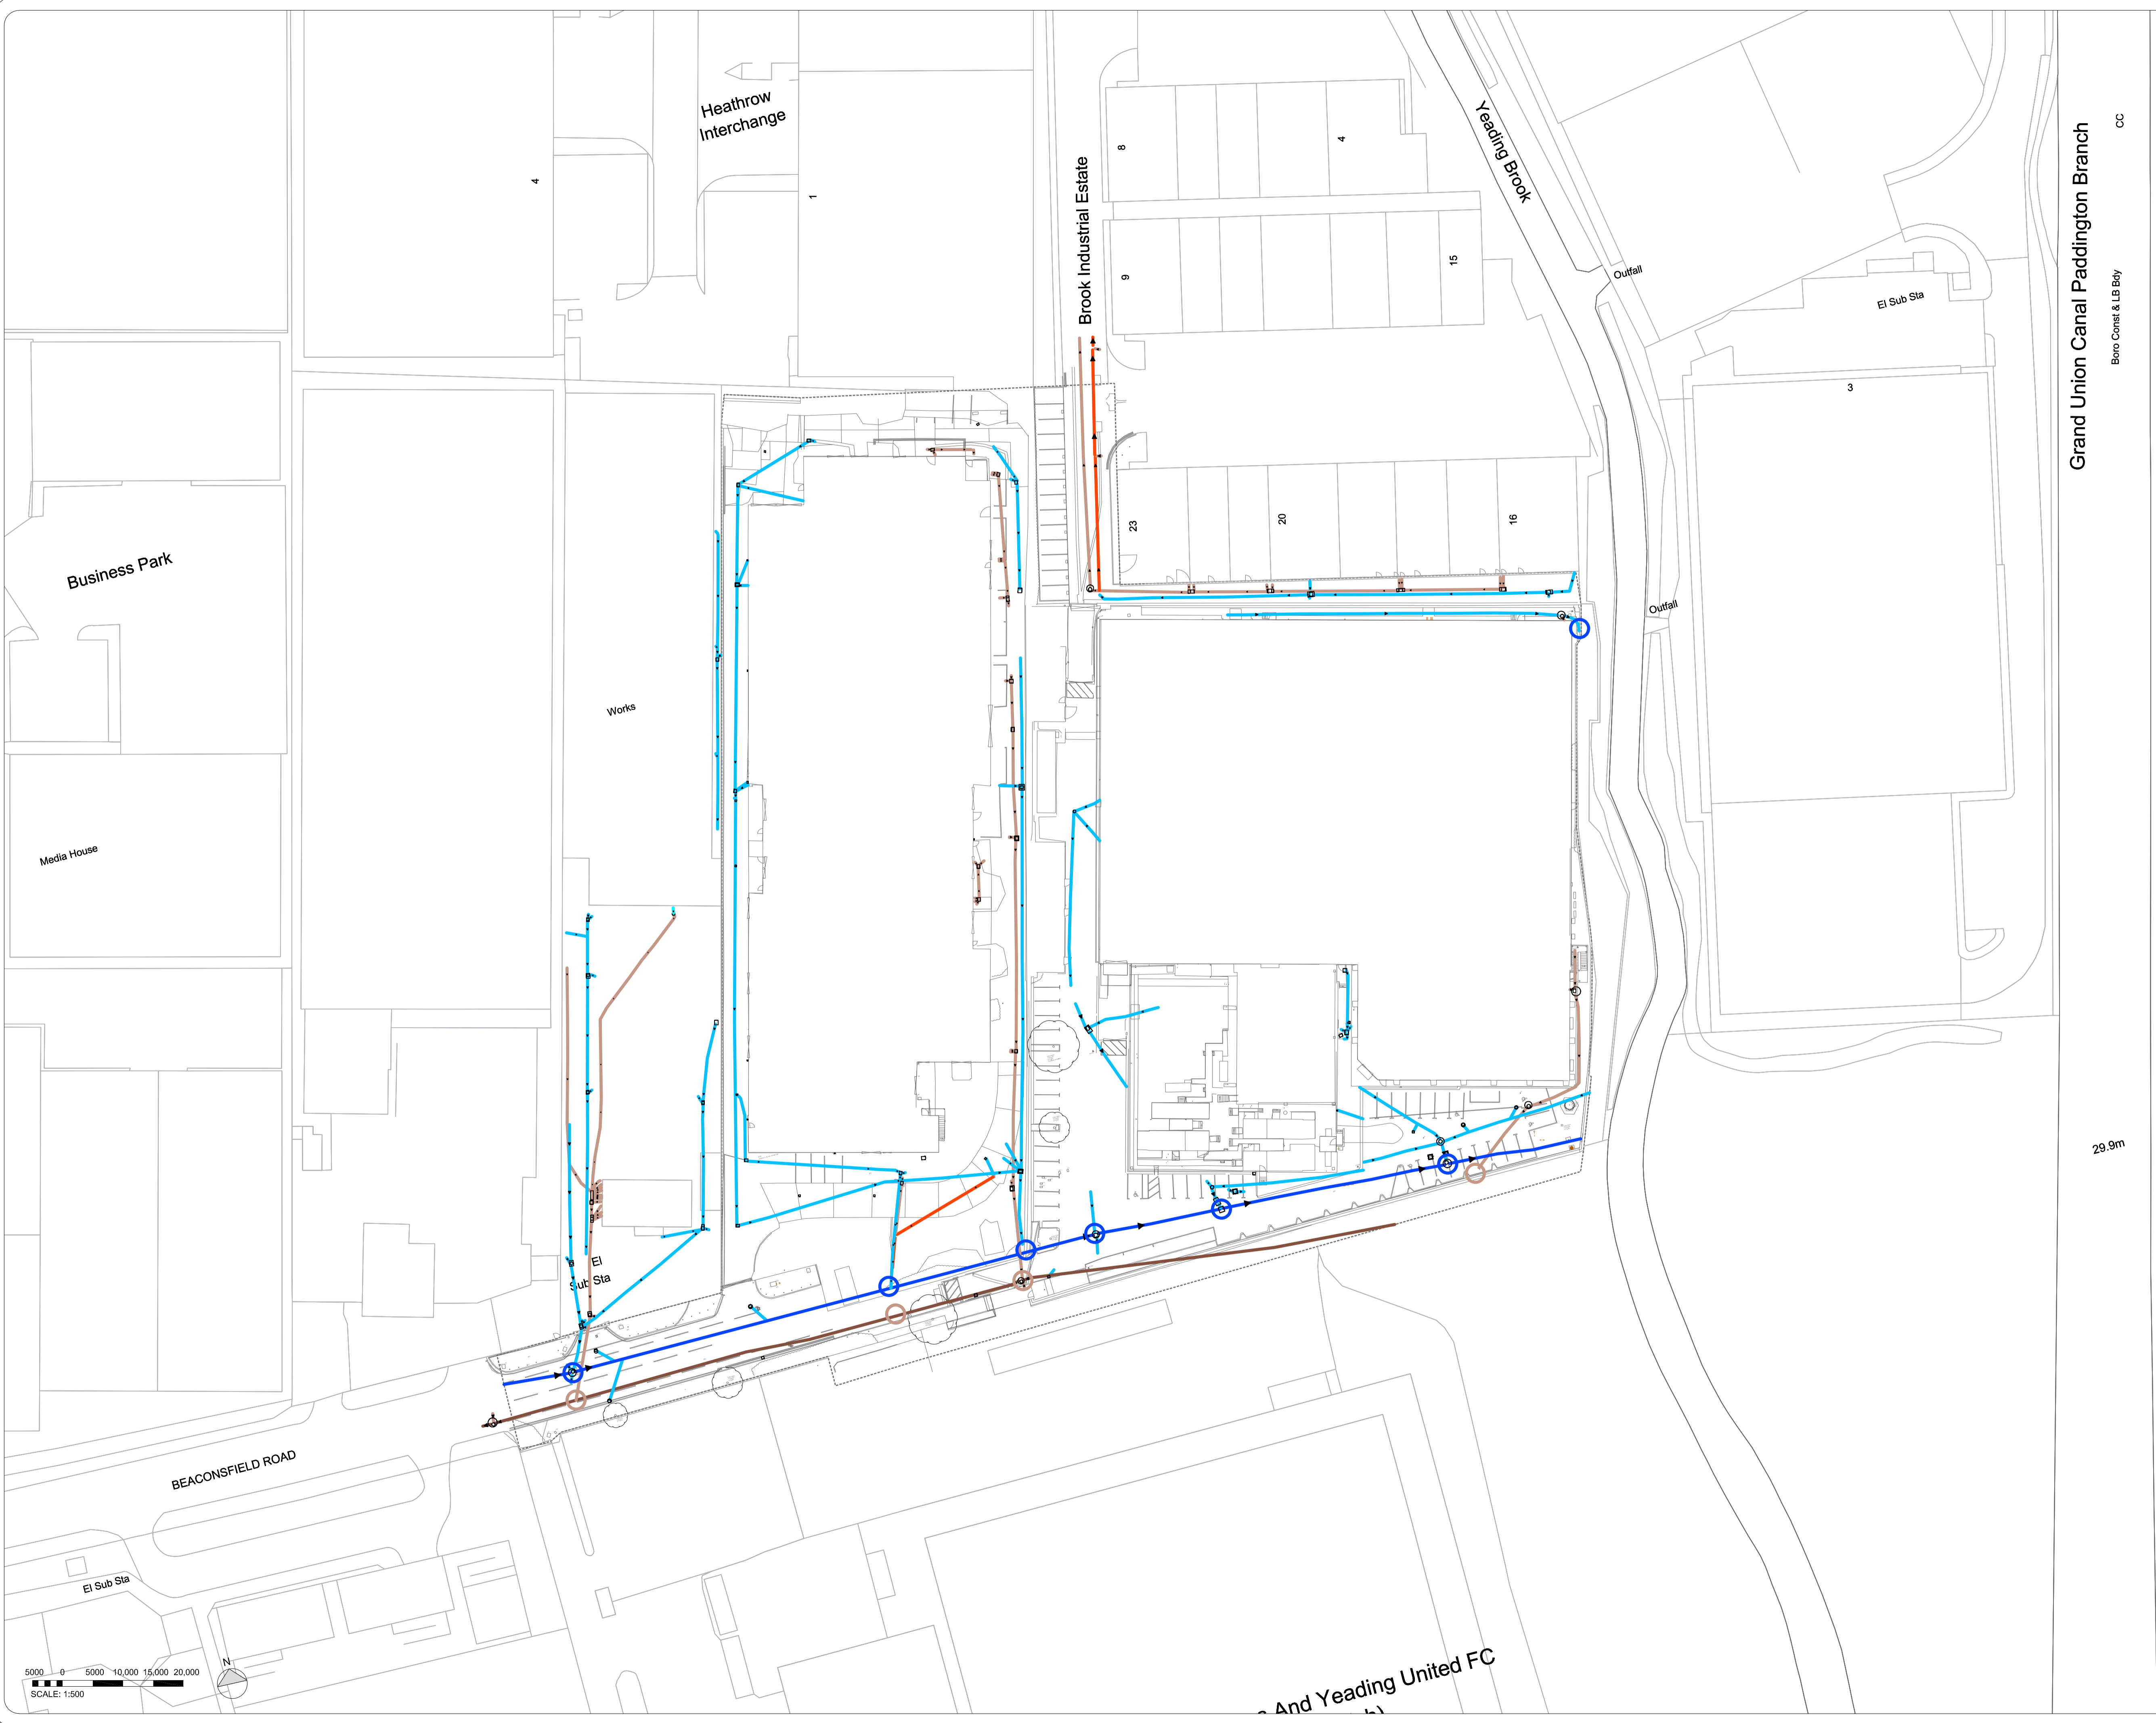 Heathrow
Interchange
4
1
Brook Industrial Estate
8
4
9
15
Yeading Brook
Outfall
El Sub Sta
3
Grand Union Canal Paddington Branch
CC
Boro Const & LB Bdy
23
20
16
Outfall
Business Park
Works
Media House
El
Sub Sta
29.9m
BEACONSFIELD ROAD
El Sub Sta
5000 0 5000 10,000 15,000 20,000
SCALE: 1:500
N
And Yeading United FC